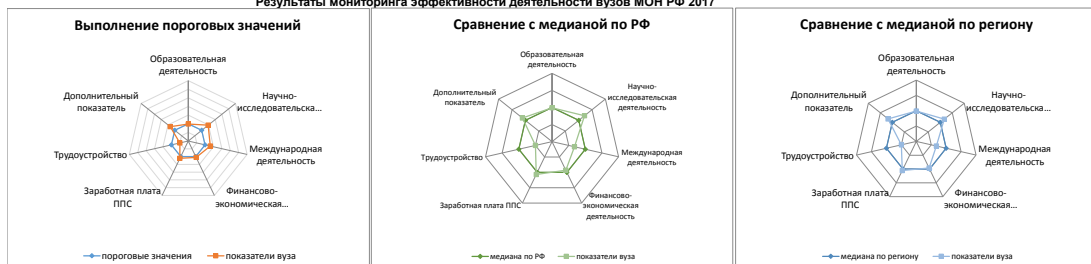 Результаты мониторинга эффективности деятельности вузов МОН РФ 2017
Выполнение пороговых значений
Образовательная
деятельность
Научно-
исследовательска...
Международная
деятельность
Финансово-
экономическая...
Заработная плата
ППС
Трудоустройство
Дополнительный
показатель
пороговые значения
показатели вуза
Сравнение с медианой по РФ
Образовательная
деятельность
Научно-
исследовательская
деятельность
Международная
деятельность
Финансово-
экономическая
деятельность
Заработная плата ППС
Трудоустройство
Дополнительный
показатель
медиана по РФ
показатели вуза
Сравнение с медианой по региону
Образовательная
деятельность
Научно-
исследовательска...
Международная
деятельность
Финансово-
экономическая...
Заработная плата
ППС
Трудоустройство
Дополнительный
показатель
медиана по региону
показатели вуза